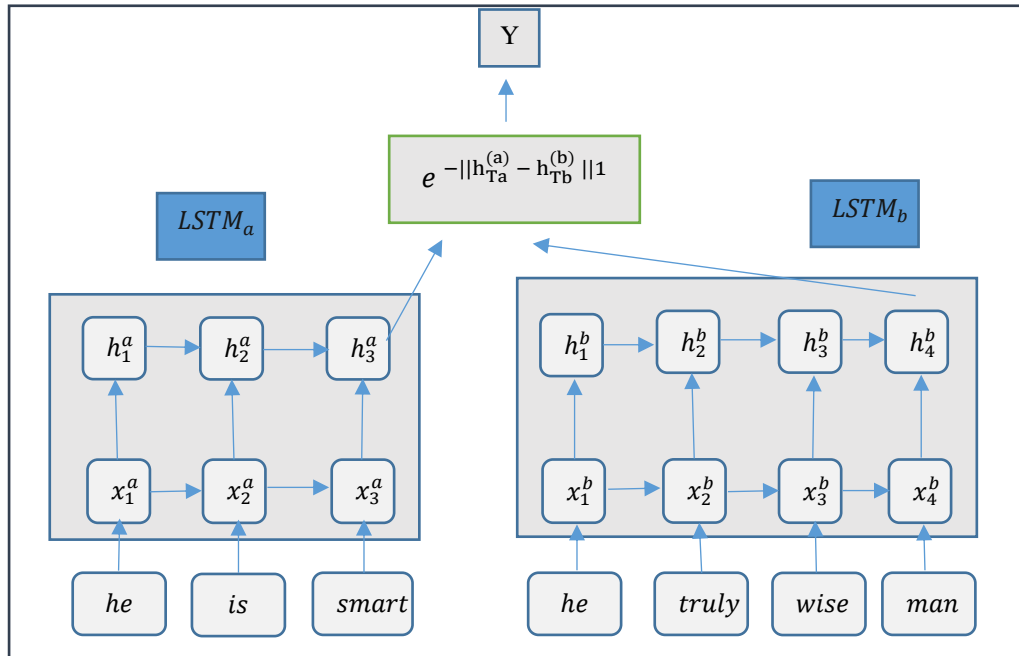 Y
e^{-||h_{Ta}^{(a)} - h_{Tb}^{(b)}||1}
LSTM_a
LSTM_b
h_1^a h_2^a h_3^a
h_1^b h_2^b h_3^b h_4^b
x_1^a x_2^a x_3^a
x_1^b x_2^b x_3^b x_4^b
he is smart
he truly wise man